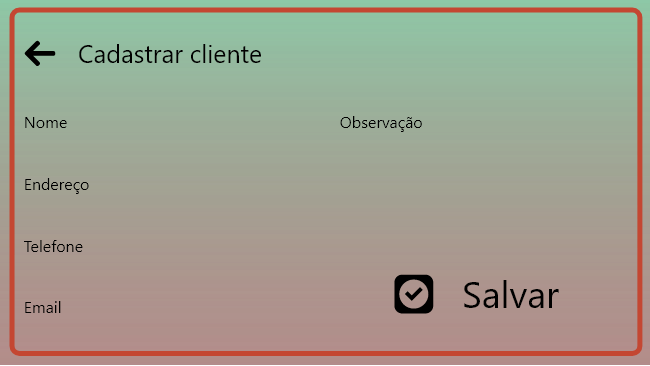 Cadastrar cliente
Nome
Observação
Endereço
Telefone
Email
Salvar